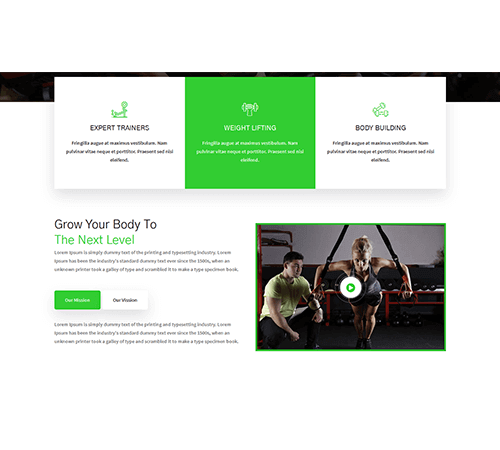 EXPERT TRAINERS
Fringilla augue at maximus vestibulum. Nam
pulvinar vitae neque et porttitor. Praesent sed nisi
eleifend.
WEIGHT LIFTING
Fringilla augue at maximus vestibulum. Nam
pulvinar vitae neque et porttitor. Praesent sed nisi
eleifend.
BODY BUILDING
Fringilla augue at maximus vestibulum. Nam
pulvinar vitae neque et porttitor. Praesent sed nisi
eleifend.
Grow Your Body To
The Next Level
Lorem Ipsum is simply dummy text of the printing and typesetting industry. Lorem
Ipsum has been the industry's standard dummy text ever since the 1500s, when an
unknown printer took a galley of type and scrambled it to make a type specimen book.
Our Mission
Our Vission
Lorem Ipsum is simply dummy text of the printing and typesetting industry. Lorem
Ipsum has been the industry's standard dummy text ever since the 1500s, when an
unknown printer took a galley of type and scrambled it to make a type specimen book.